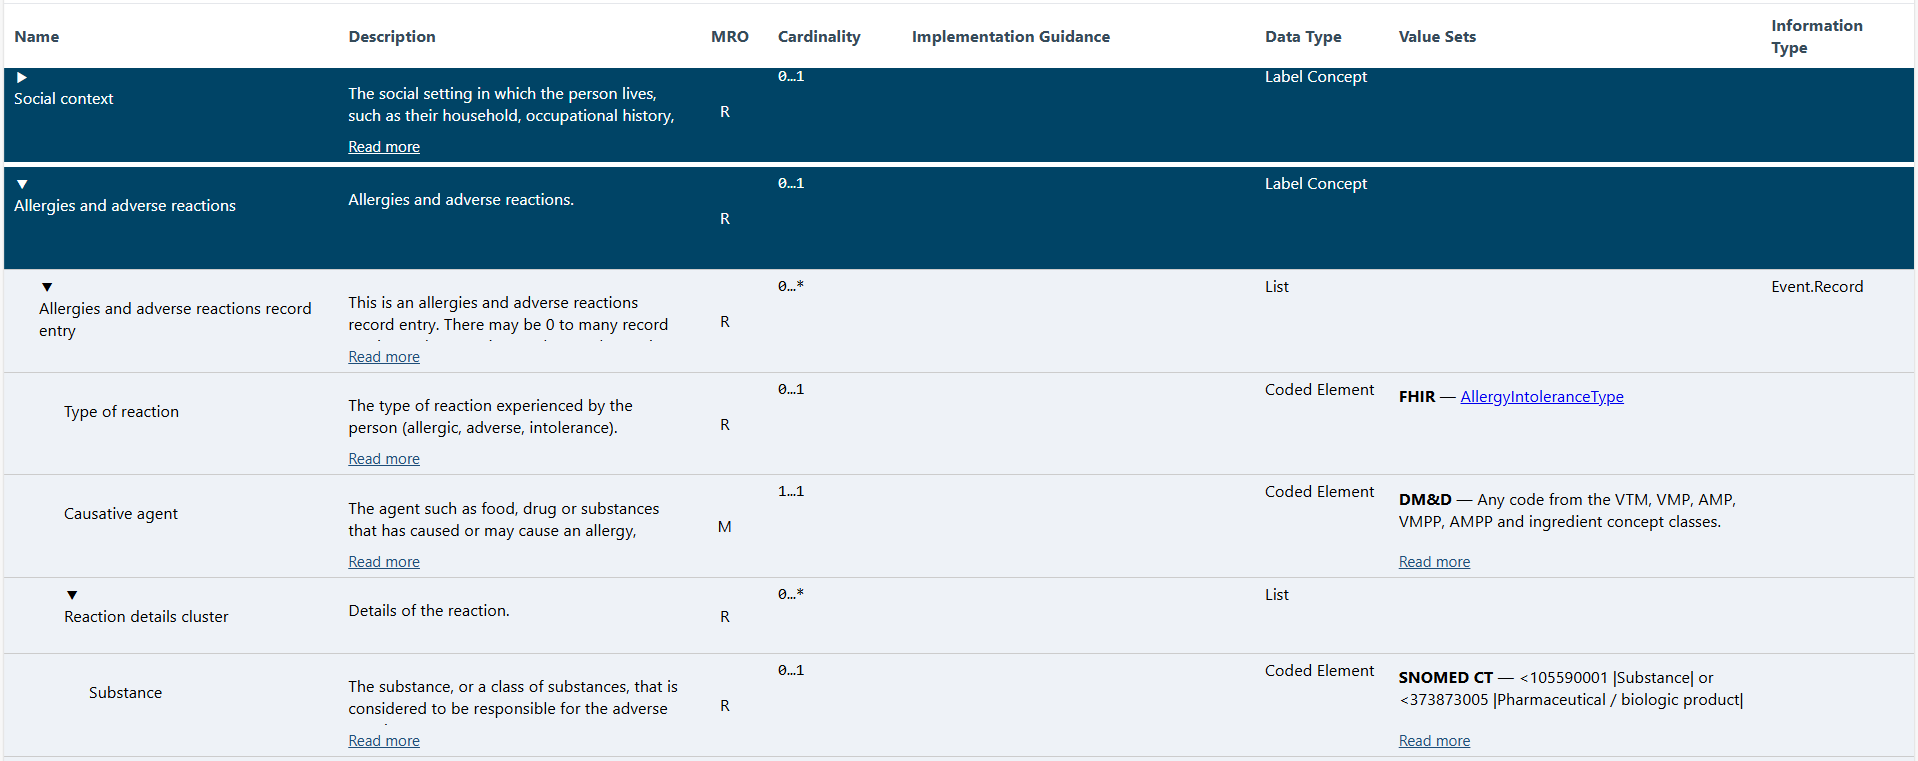 Name Description MRO Cardinality Implementation Guidance Data Type Value Sets Information Type
0…1 Label Concept
Social context
The social setting in which the person lives,
such as their household, occupational history,
R
Read more
0…1 Label Concept
Allergies and adverse reactions
Allergies and adverse reactions.
R
0…* List Event.Record
Allergies and adverse reactions record
entry
This is an allergies and adverse reactions
record entry. There may be 0 to many record
R
Read more
0…1 Coded Element
Type of reaction
The type of reaction experienced by the
person (allergic, adverse, intolerance).
R
FHIR — AllergyIntoleranceType
Read more
1…1 Coded Element
Causative agent
The agent such as food, drug or substances
that has caused or may cause an allergy,
M
DM&D — Any code from the VTM, VMP, AMP,
VMPP, AMPP and ingredient concept classes.
Read more Read more
0…* List
Reaction details cluster
Details of the reaction.
R
0…1 Coded Element
Substance
The substance, or a class of substances, that is
considered to be responsible for the adverse
R
SNOMED CT — <105590001 |Substance| or
<373873005 |Pharmaceutical / biologic product|
Read more Read more